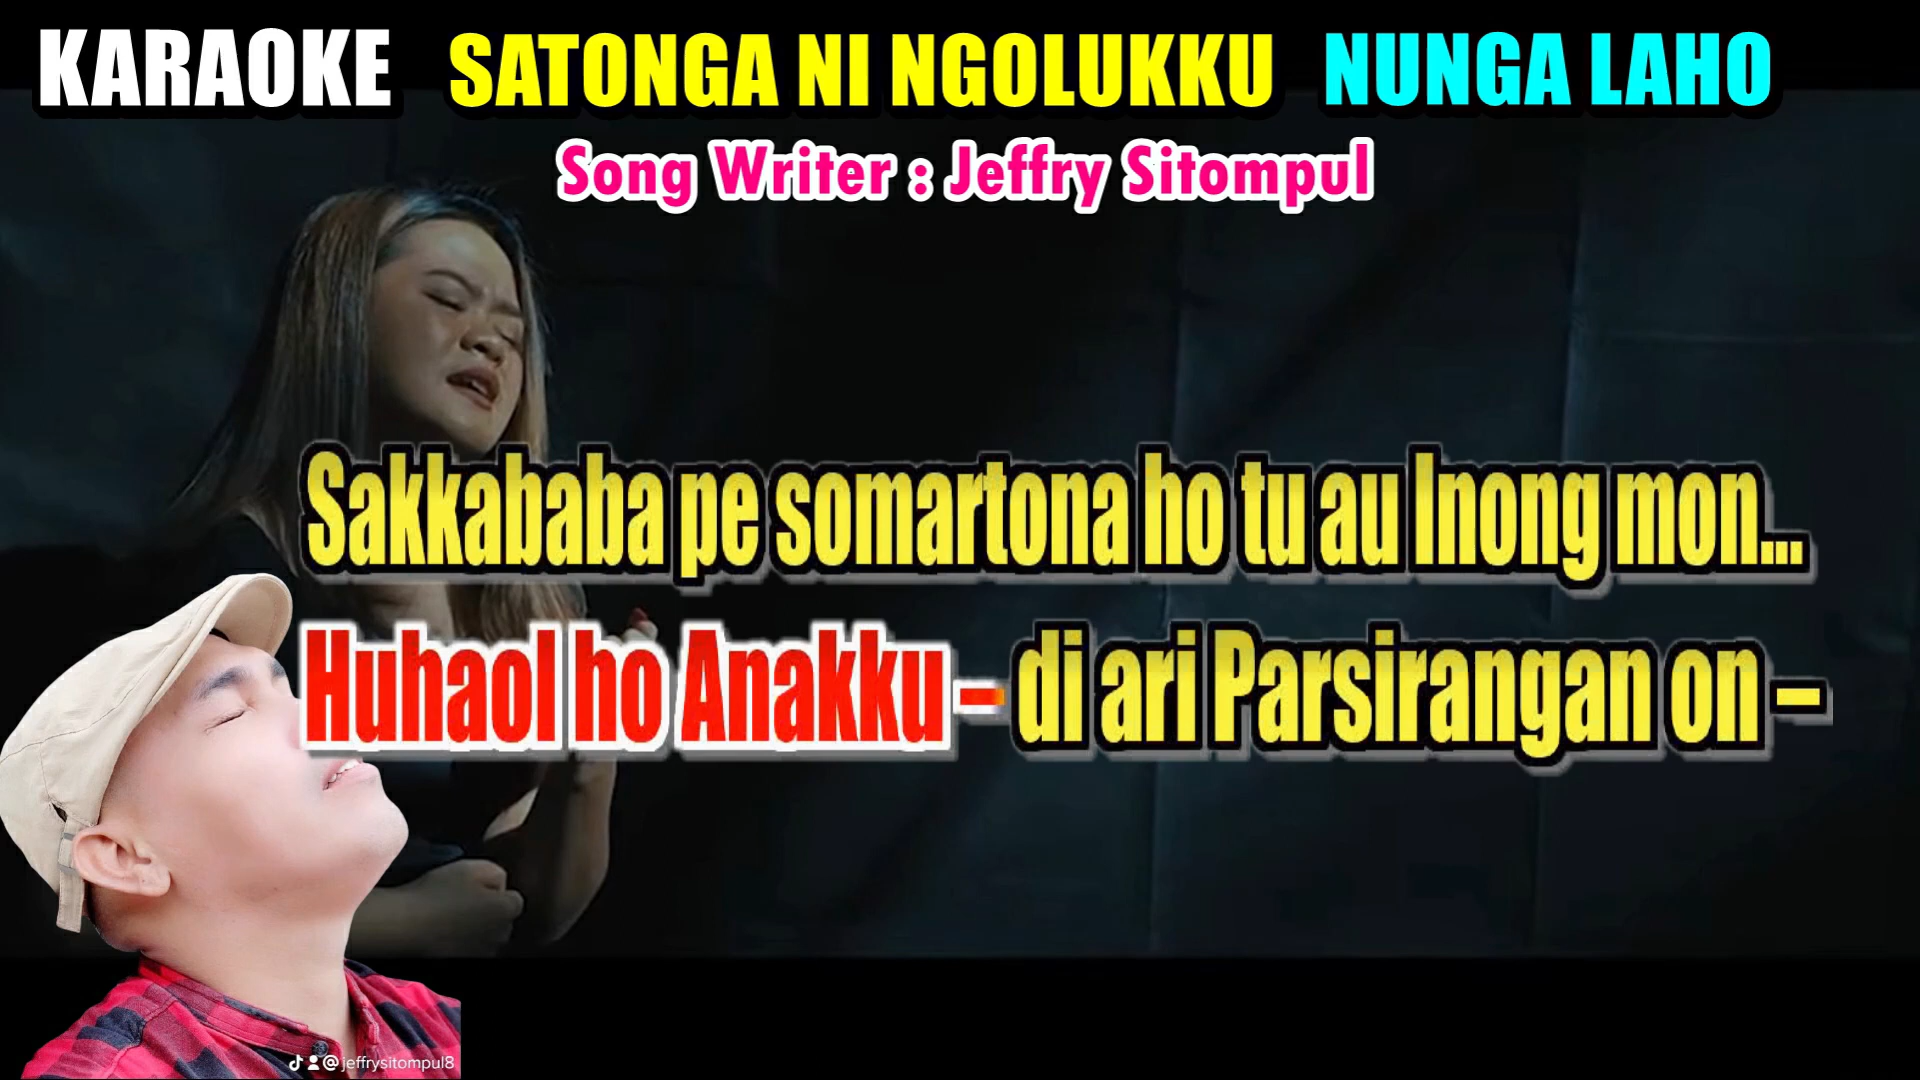 KARAOKE SATONGA NI NGOLUKKU NUNGA LAHO
Song Writer : Jeffry Sitompul
Sakkababa pe somartona ho tu au Inong mon...
Huhaol ho Anakku – di ari Parsirangan on –
@jeffrysitompul8